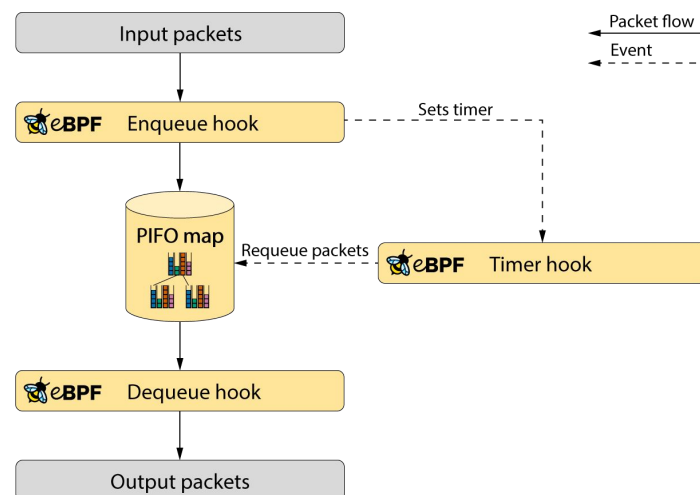 Input packets
Packet flow
Event
eBPF Enqueue hook
Sets timer
PIFO map
Requeue packets
eBPF Timer hook
eBPF Dequeue hook
Output packets